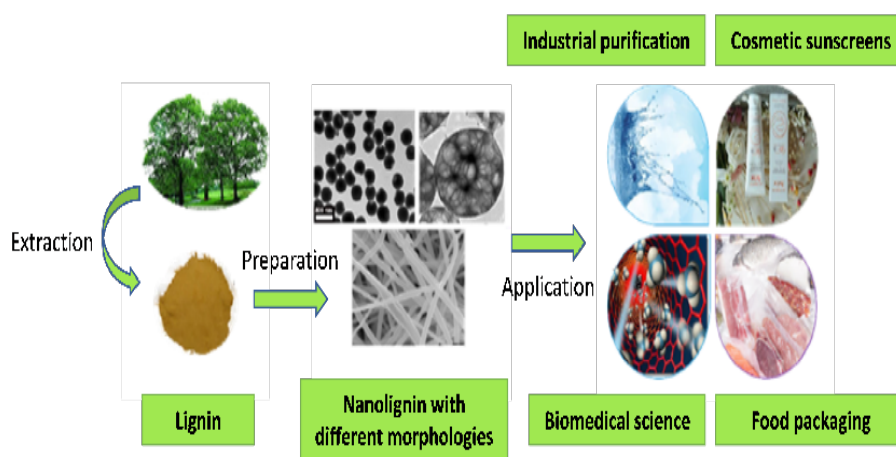 Industrial purification
Cosmetic sunscreens
Extraction
Preparation
Application
Lignin
Nanolignin with
different morphologies
Biomedical science
Food packaging